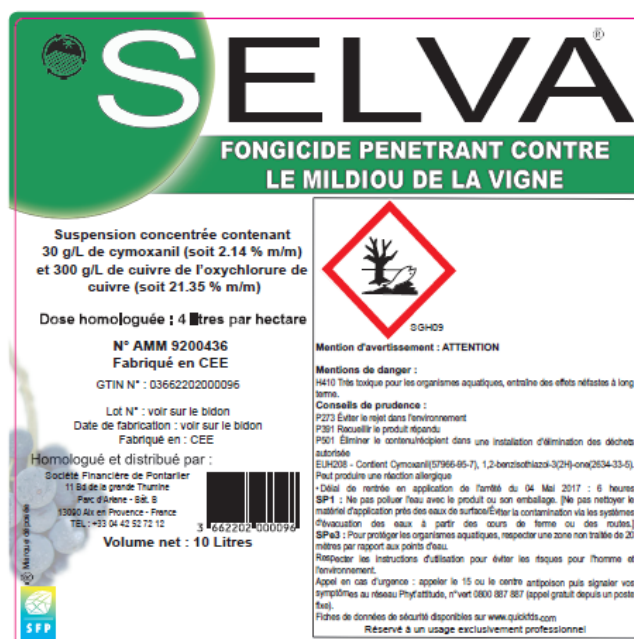 SELVA®
FONGICIDE PENETRANT CONTRE
LE MILDIOU DE LA VIGNE
Suspension concentrée contenant
30 g/L de cymoxanil (soit 2.14 % m/m)
et 300 g/L de cuivre de l'oxychlorure de
cuivre (soit 21.35 % m/m)
Dose homologuée : 4 tres par hectare
N° AMM 9200436
Fabriqué en CEE
GTIN N° : 03662202000096
Lot N° : voir sur le bidon
Date de fabrication : voir sur le bidon
Fabriqué en : CEE
Homologué et distribué par :
Société Financière de Pontarlier
11 Bd de la grande Thumine
Parc d'Ariane - Bât. B
13090 Aix en Provence - France
TEL : +33 04 42 52 72 12
3 662202 000096
Volume net : 10 Litres
® Marque déposée
SFP
SGH09
Mention d'avertissement : ATTENTION
Mentions de danger :
H410 Très toxique pour les organismes aquatiques, entraîne des effets néfastes à long
terme.
Conseils de prudence :
P273 Éviter le rejet dans l'environnement
P391 Recueillir le produit répandu
P501 Éliminer le contenu/récipient dans une installation d'élimination des déchets
autorisée
EUH208 - Contient Cymoxanil(57966-95-7), 1,2-benzisothiazol-3(2H)-one(2634-33-5).
Peut produire une réaction allergique
- Délai de rentrée en application de l'arrêté du 04 Mai 2017 : 6 heures
SP1 : Ne pas polluer l'eau avec le produit ou son emballage. [Ne pas nettoyer le
matériel d'application près des eaux de surface/Éviter la contamination via les systèmes
d'évacuation des eaux à partir des cours de ferme ou des routes.]
SPe3 : Pour protéger les organismes aquatiques, respecter une zone non traitée de 20
mètres par rapport aux points d'eau.
Respecter les instructions d'utilisation pour éviter les risques pour l'homme et
l'environnement.
Appel en cas d'urgence : appeler le 15 ou le centre antipoison puis signaler vos
symptômes au réseau Phyt'attitude, n°vert 0800 887 887 (appel gratuit depuis un poste
fixe).
Fiches de données de sécurité disponibles sur www.quickfds.com
Réservé à un usage exclusivement professionnel